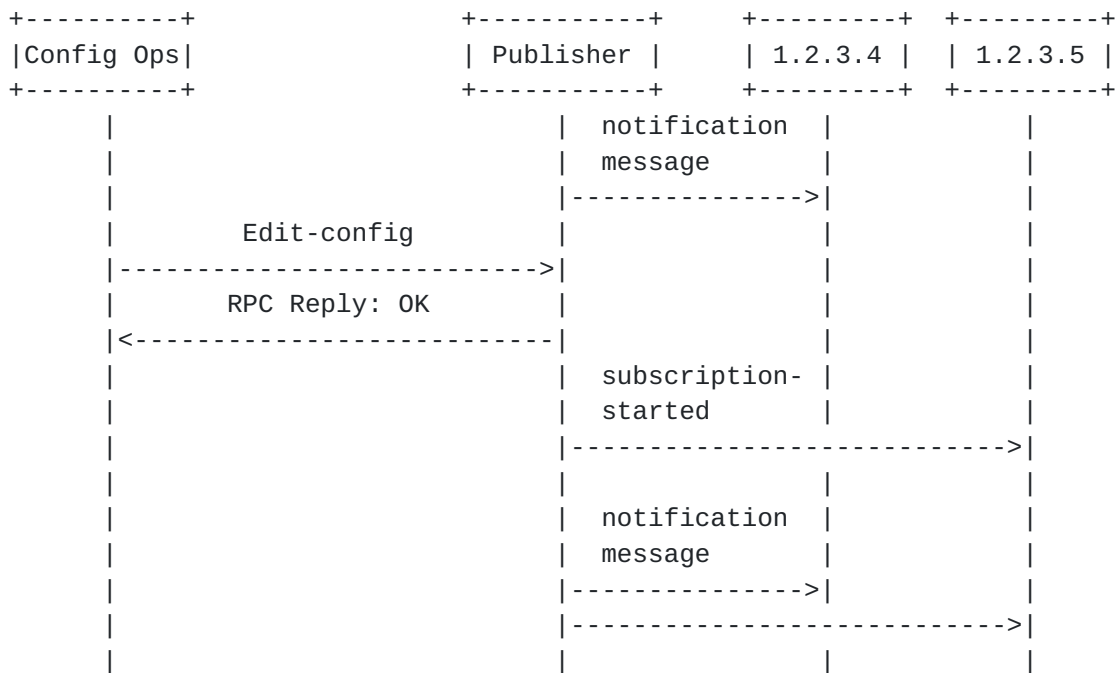 +----------+                 +-----------+     +---------+  +---------+
|Config Ops|                 | Publisher |     | 1.2.3.4 |  | 1.2.3.5 |
+----------+                 +-----------+     +---------+  +---------+
      |                            |  notification  |            |
      |                            |  message       |            |
      |                            |--------------->|            |
      |        Edit-config         |                |            |
      |--------------------------->|                |            |
      |       RPC Reply: OK        |                |            |
      |<---------------------------|                |            |
      |                            |  subscription- |            |
      |                            |  started       |            |
      |                            |---------------------------->|
      |                            |                |            |
      |                            |  notification  |            |
      |                            |  message       |            |
      |                            |--------------->|            |
      |                            |---------------------------->|
      |                            |                |            |